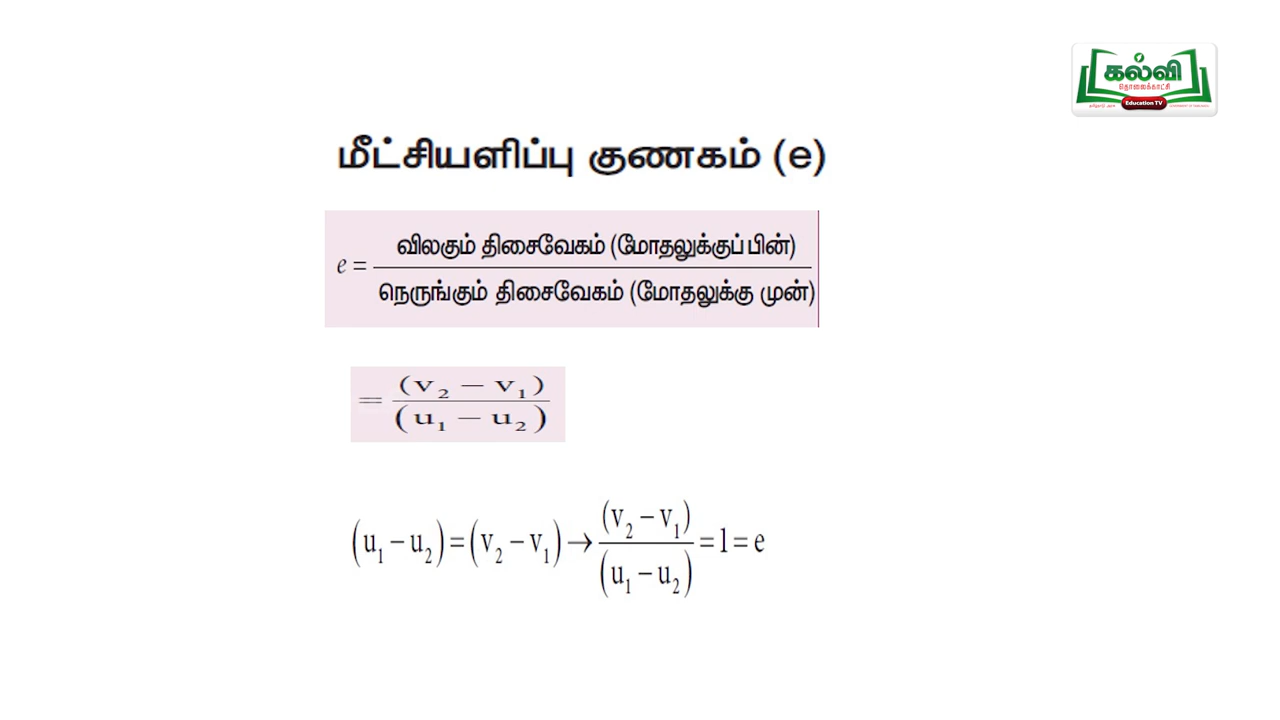 கல்வி
தொலைக்காட்சி
Education TV
மீட்சியளிப்பு குணகம் (e)
e = விலகும் திசைவேகம் (மோதலுக்குப் பின்) / நெருங்கும் திசைவேகம் (மோதலுக்கு முன்)
= (v₂ – v₁) / (u₁ – u₂)
(u₁ – u₂) = (v₂ – v₁) → (v₂ – v₁) / (u₁ – u₂) = 1 = e